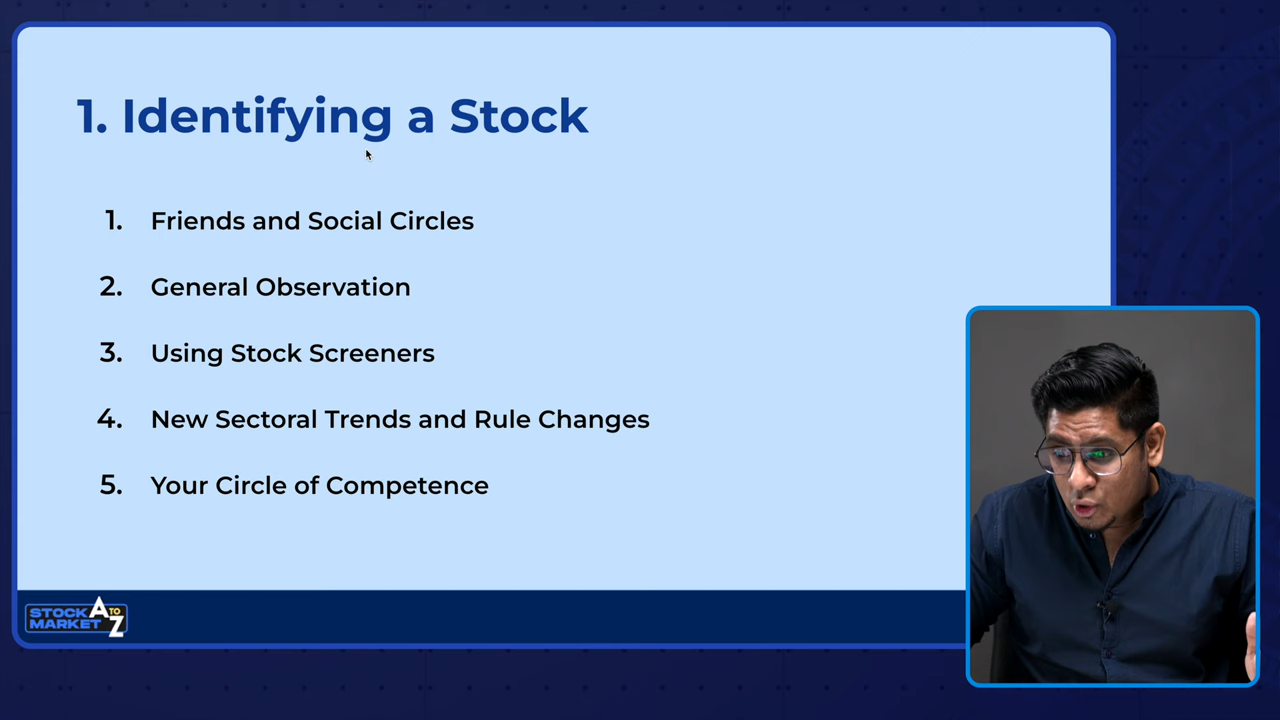 1. Identifying a Stock
1. Friends and Social Circles
2. General Observation
3. Using Stock Screeners
4. New Sectoral Trends and Rule Changes
5. Your Circle of Competence
STOCK MARKET A TO Z